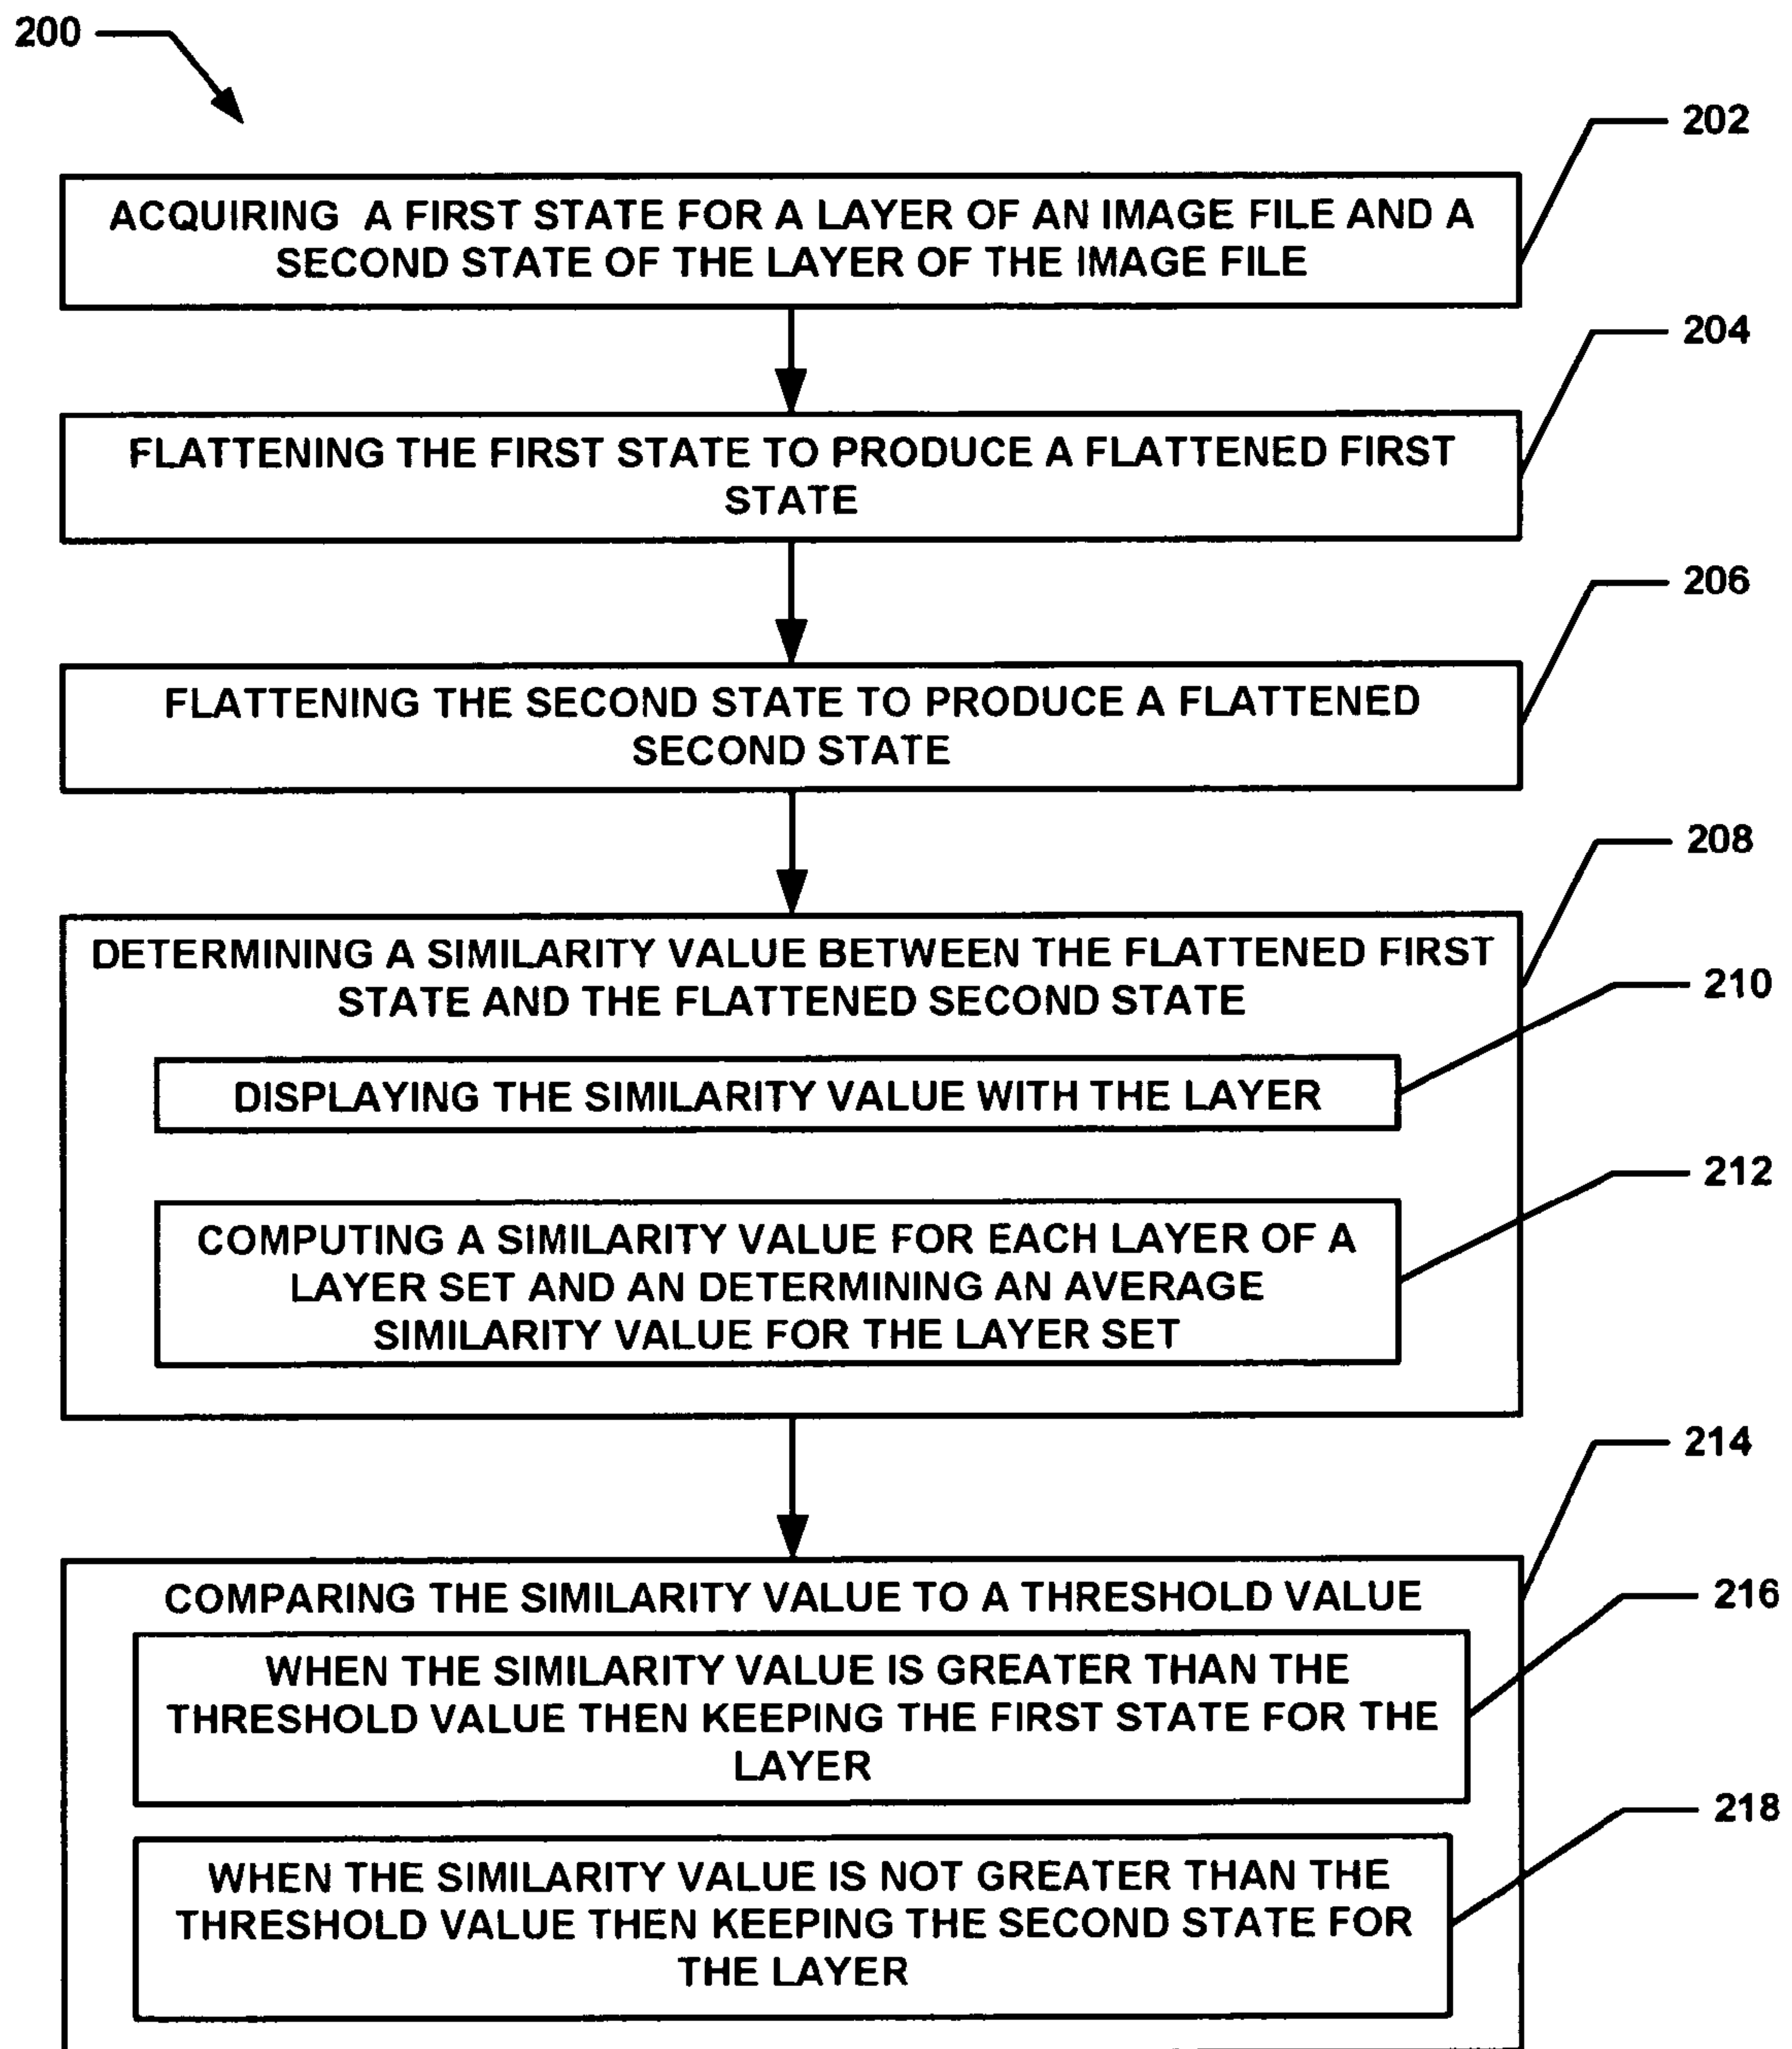 200
202
ACQUIRING A FIRST STATE FOR A LAYER OF AN IMAGE FILE AND A
SECOND STATE OF THE LAYER OF THE IMAGE FILE
204
FLATTENING THE FIRST STATE TO PRODUCE A FLATTENED FIRST
STATE
206
FLATTENING THE SECOND STATE TO PRODUCE A FLATTENED
SECOND STATE
208
DETERMINING A SIMILARITY VALUE BETWEEN THE FLATTENED FIRST
STATE AND THE FLATTENED SECOND STATE
210
DISPLAYING THE SIMILARITY VALUE WITH THE LAYER
212
COMPUTING A SIMILARITY VALUE FOR EACH LAYER OF A
LAYER SET AND AN DETERMINING AN AVERAGE
SIMILARITY VALUE FOR THE LAYER SET
214
COMPARING THE SIMILARITY VALUE TO A THRESHOLD VALUE
216
WHEN THE SIMILARITY VALUE IS GREATER THAN THE
THRESHOLD VALUE THEN KEEPING THE FIRST STATE FOR THE
LAYER
218
WHEN THE SIMILARITY VALUE IS NOT GREATER THAN THE
THRESHOLD VALUE THEN KEEPING THE SECOND STATE FOR
THE LAYER